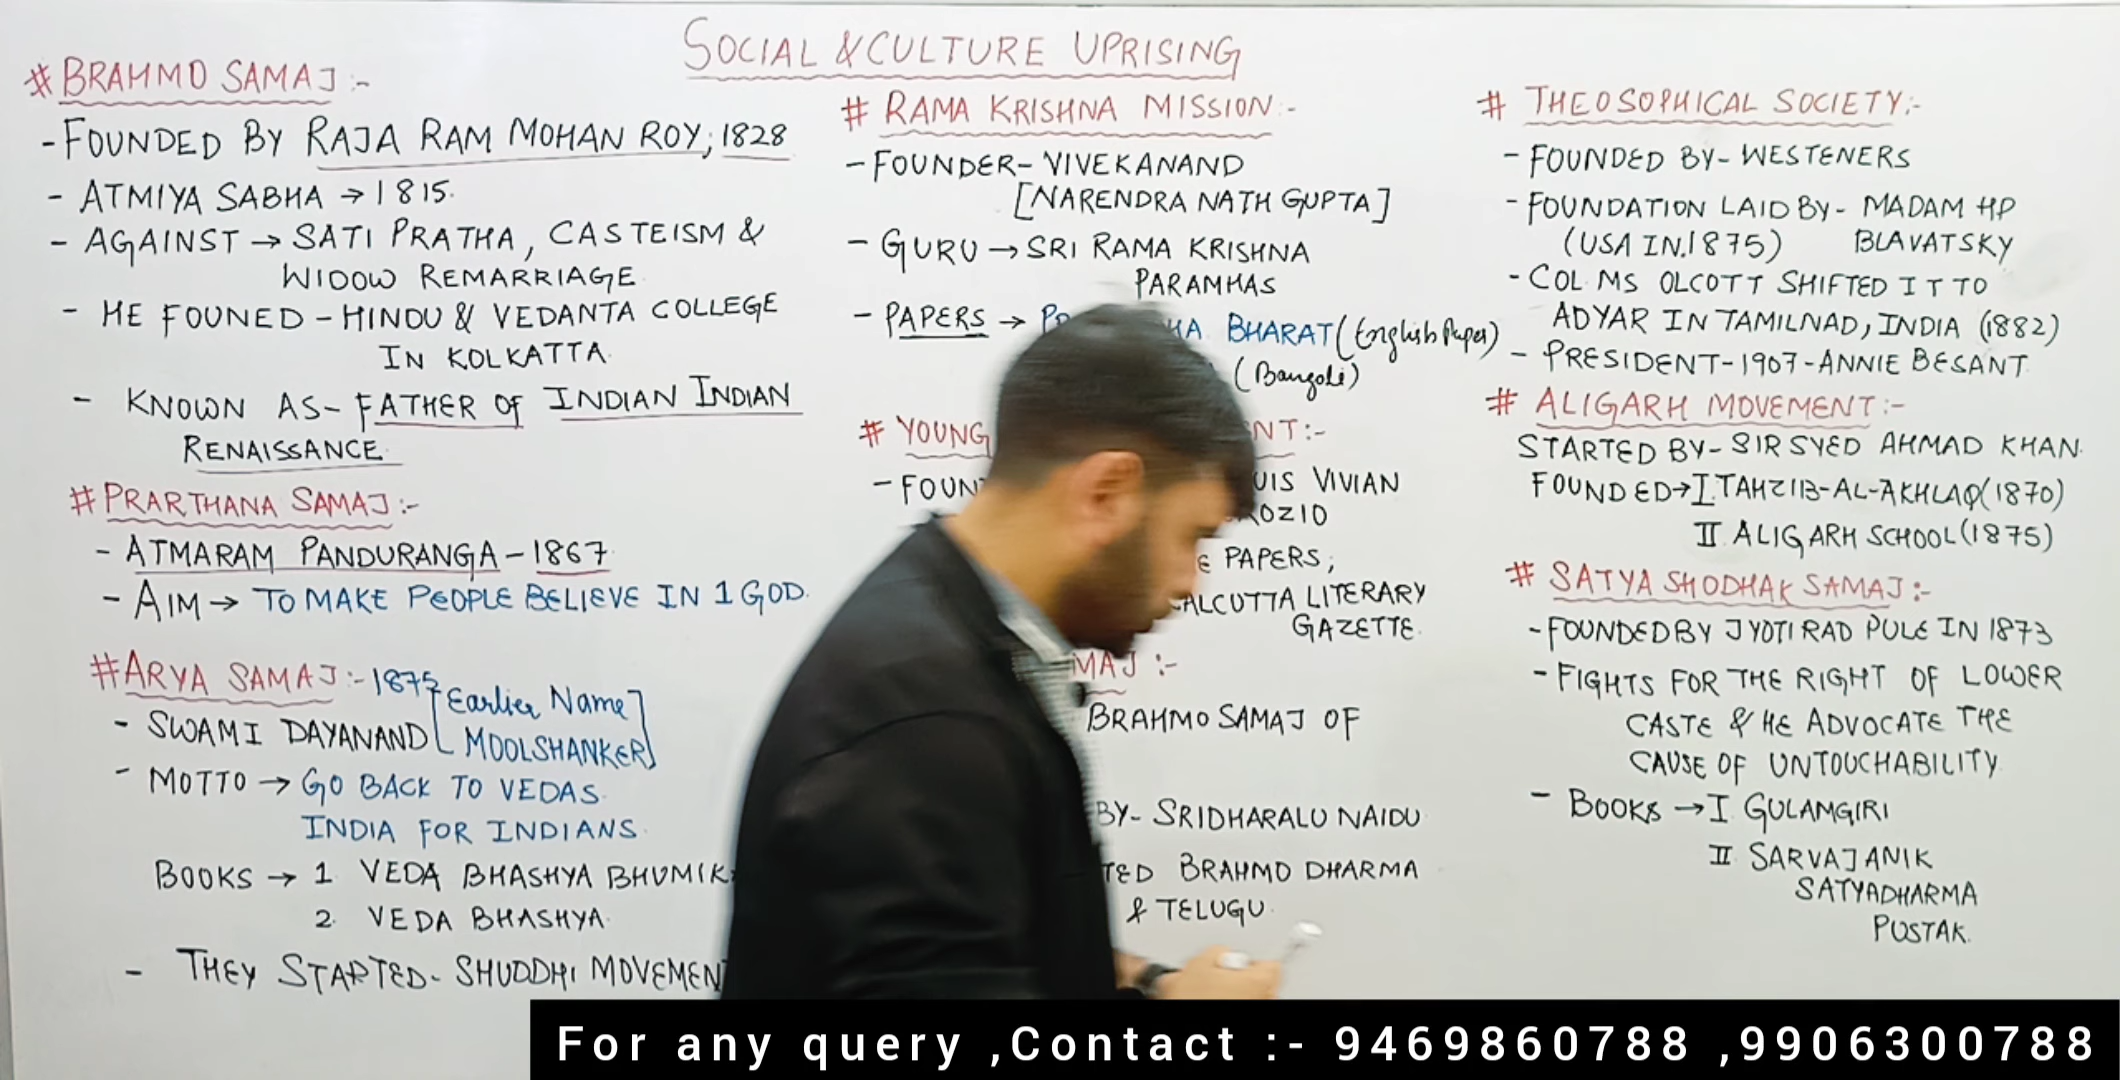 SOCIAL & CULTURE UPRISING
# BRAHMO SAMAJ :-
- FOUNDED BY RAJA RAM MOHAN ROY, 1828
- ATMIYA SABHA → 1815.
- AGAINST → SATI PRATHA, CASTEISM &
WIDOW REMARRIAGE.
- HE FOUNED - HINDU & VEDANTA COLLEGE
IN KOLKATTA.
- KNOWN AS - FATHER OF INDIAN INDIAN
RENAISSANCE.
# PRARTHANA SAMAJ :-
- ATMARAM PANDURANGA - 1867
- AIM → TO MAKE PEOPLE BELIEVE IN 1 GOD.
# ARYA SAMAJ :- 1875
- SWAMI DAYANAND [Earlier Name
MOOLSHANKER]
- MOTTO → GO BACK TO VEDAS.
INDIA FOR INDIANS.
BOOKS → 1 VEDA BHASHYA BHUMIK
2. VEDA BHASHYA.
- THEY STARTED - SHUDDHI MOVEMEN
# RAMA KRISHNA MISSION :-
- FOUNDER - VIVEKANAND
[NARENDRA NATH GUPTA]
- GURU → SRI RAMA KRISHNA
PARAMHAS
- PAPERS → BHARAT (English Paper)
(Bangoli)
# YOUNG NT :-
- FOUN UIS VIVIAN
ROZIO
E PAPERS;
CALCUTTA LITERARY
GAZETTE.
MAJ :-
BRAHMO SAMAJ OF
BY - SRIDHARALU NAIDU
TED BRAHMO DHARMA
& TELUGU.
# THEOSOPHICAL SOCIETY :-
- FOUNDED BY - WESTENERS
- FOUNDATION LAID BY - MADAM HP
(USA IN. 1875) BLAVATSKY
- COL. MS OLCOTT SHIFTED IT TO
ADYAR IN TAMILNAD, INDIA (1882)
- PRESIDENT - 1907 - ANNIE BESANT.
# ALIGARH MOVEMENT :-
STARTED BY - SIR SYED AHMAD KHAN.
FOUNDED → I. TAHZIB-AL-AKHLAQ (1870)
II ALIGARH SCHOOL (1875)
# SATYA SHODHAK SAMAJ :-
- FOUNDED BY JYOTI RAD PULE IN 1873
- FIGHTS FOR THE RIGHT OF LOWER
CASTE & HE ADVOCATE THE
CAUSE OF UNTOUCHABILITY.
- BOOKS → I GULAMGIRI
II SARVAJANIK
SATYADHARMA
PUSTAK.
For any query ,Contact :- 9469860788 ,9906300788